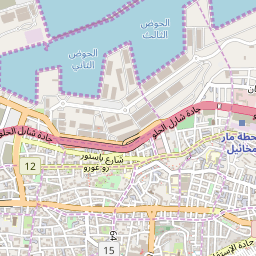 الحوض
الثالث
الحوض
الثاني
جادة شارل الحلو
جادة شارل الحلو
محطة مار
مخائيل
شارع باستور
رو غورو
12
64
15